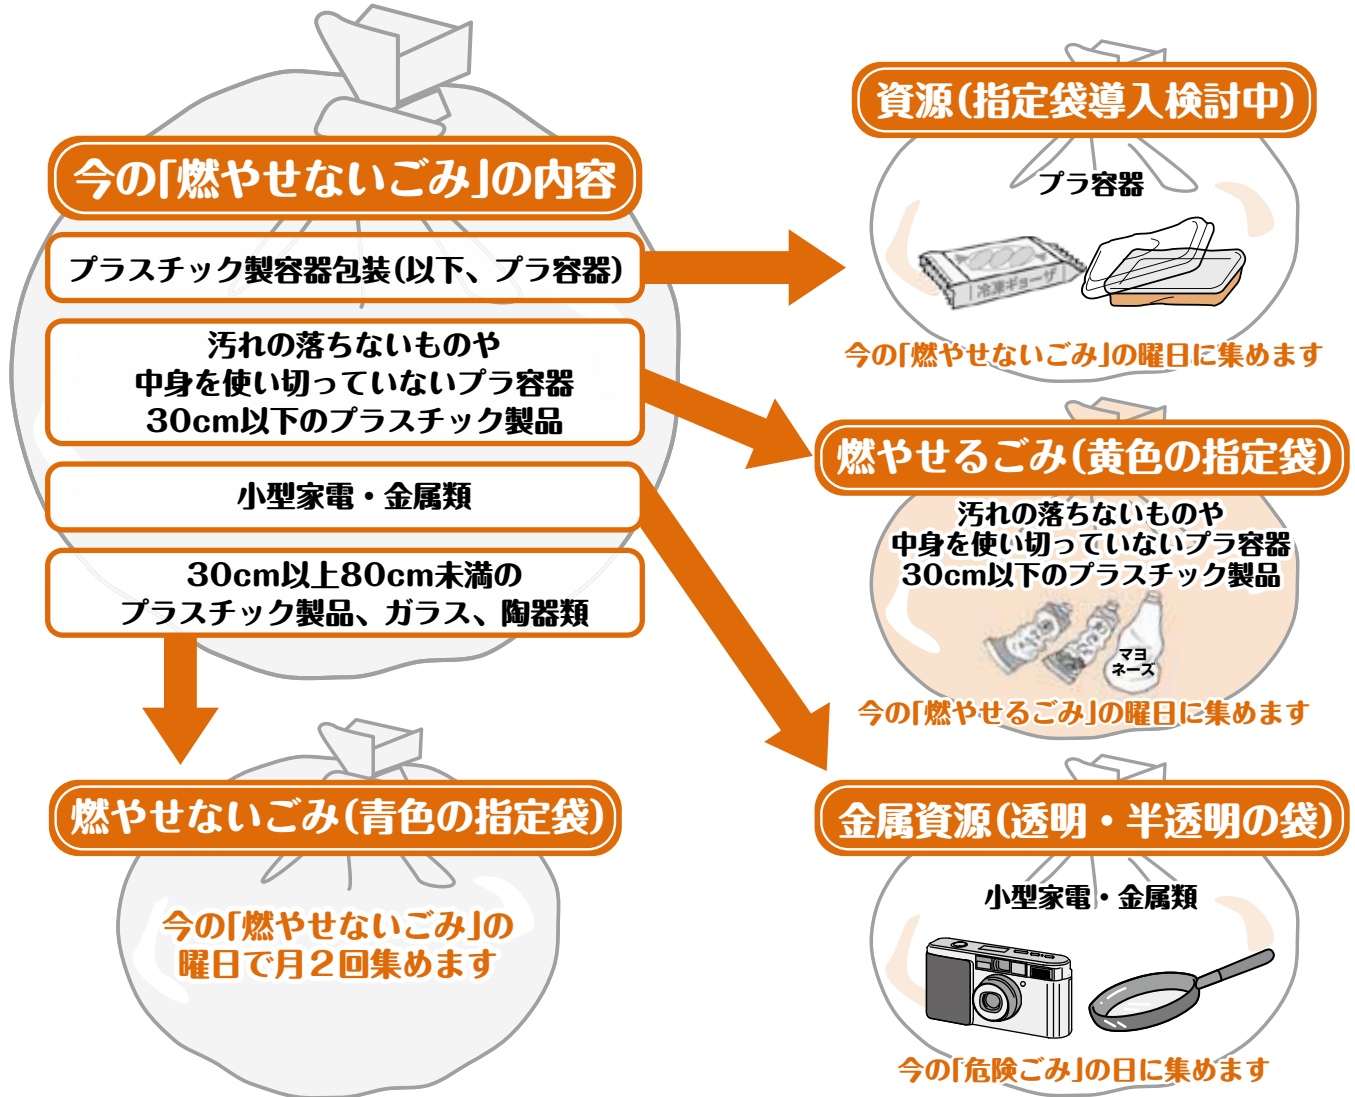 今の「燃やせないごみ」の内容
プラスチック製容器包装(以下、プラ容器)
汚れの落ちないものや
中身を使い切っていないプラ容器
30cm以下のプラスチック製品
小型家電・金属類
30cm以上80cm未満の
プラスチック製品、ガラス、陶器類
燃やせないごみ(青色の指定袋)
今の「燃やせないごみ」の
曜日で月2回集めます
資源(指定袋導入検討中)
プラ容器
冷凍ギョーザ
今の「燃やせないごみ」の曜日に集めます
燃やせるごみ(黄色の指定袋)
汚れの落ちないものや
中身を使い切っていないプラ容器
30cm以下のプラスチック製品
マヨ
ネーズ
今の「燃やせるごみ」の曜日に集めます
金属資源(透明・半透明の袋)
小型家電・金属類
今の「危険ごみ」の日に集めます